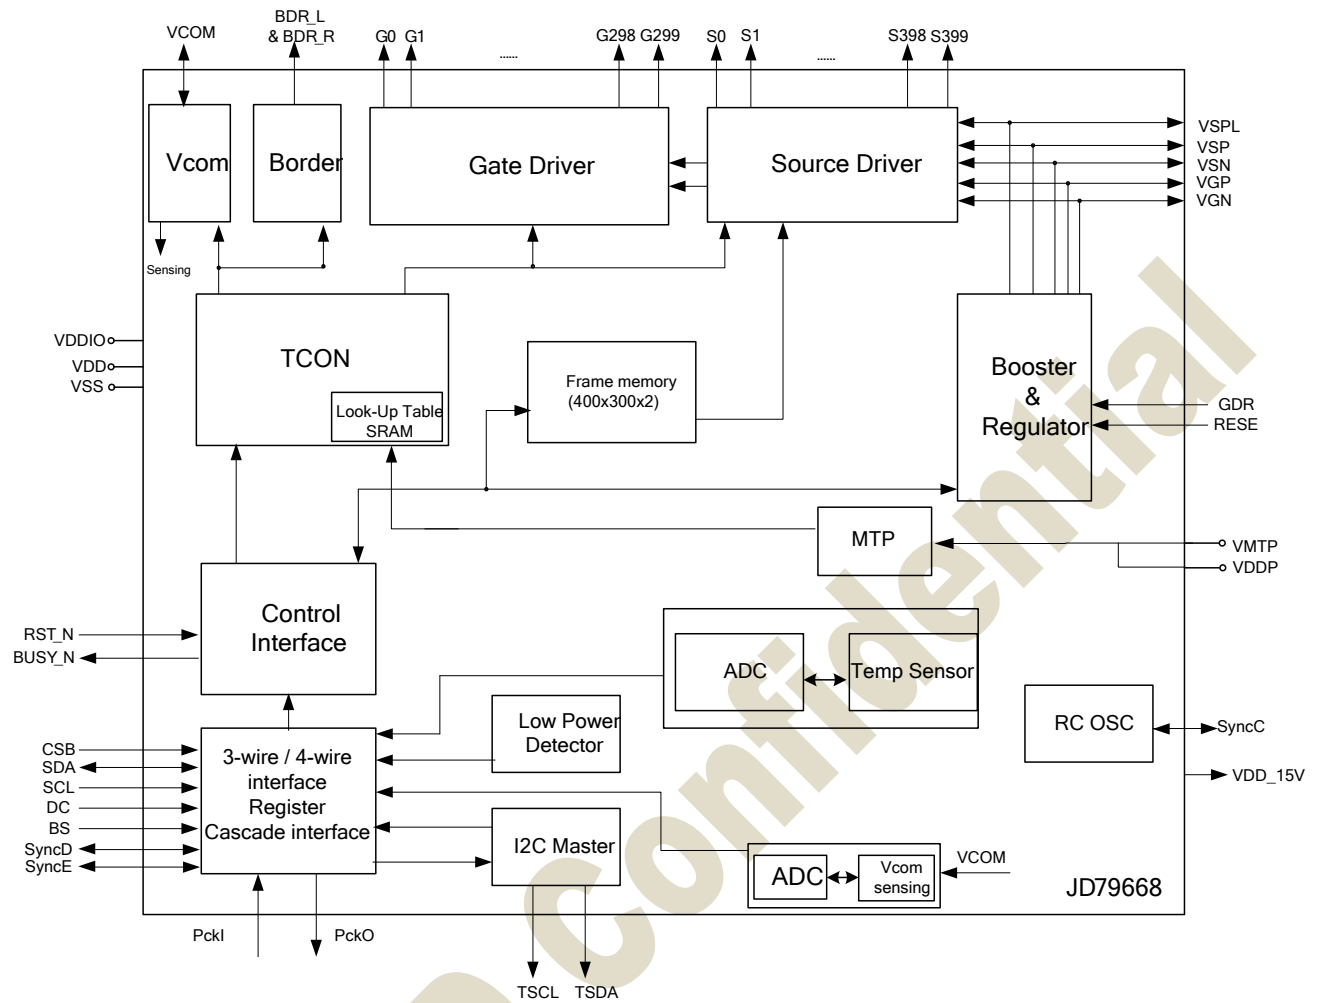 BDR_L
VCOM
& BDR_R
G0 G1
......
G298 G299
S0 S1
......
S398 S399
Vcom
Border
Gate Driver
Source Driver
VSPL
VSP
VSN
VGP
VGN
Sensing
VDDIO
VDD
VSS
TCON
Look-Up Table
SRAM
Frame memory
(400x300x2)
Booster
&
Regulator
GDR
RESE
MTP
VMTP
VDDP
Control
Interface
RST_N
BUSY_N
ADC
Temp Sensor
Low Power
Detector
RC OSC
SyncC
VDD_15V
CSB
SDA
SCL
DC
BS
SyncD
SyncE
3-wire / 4-wire
interface
Register
Cascade interface
I2C Master
ADC
Vcom
sensing
VCOM
JD79668
PckI
PckO
TSCL
TSDA
Confidential